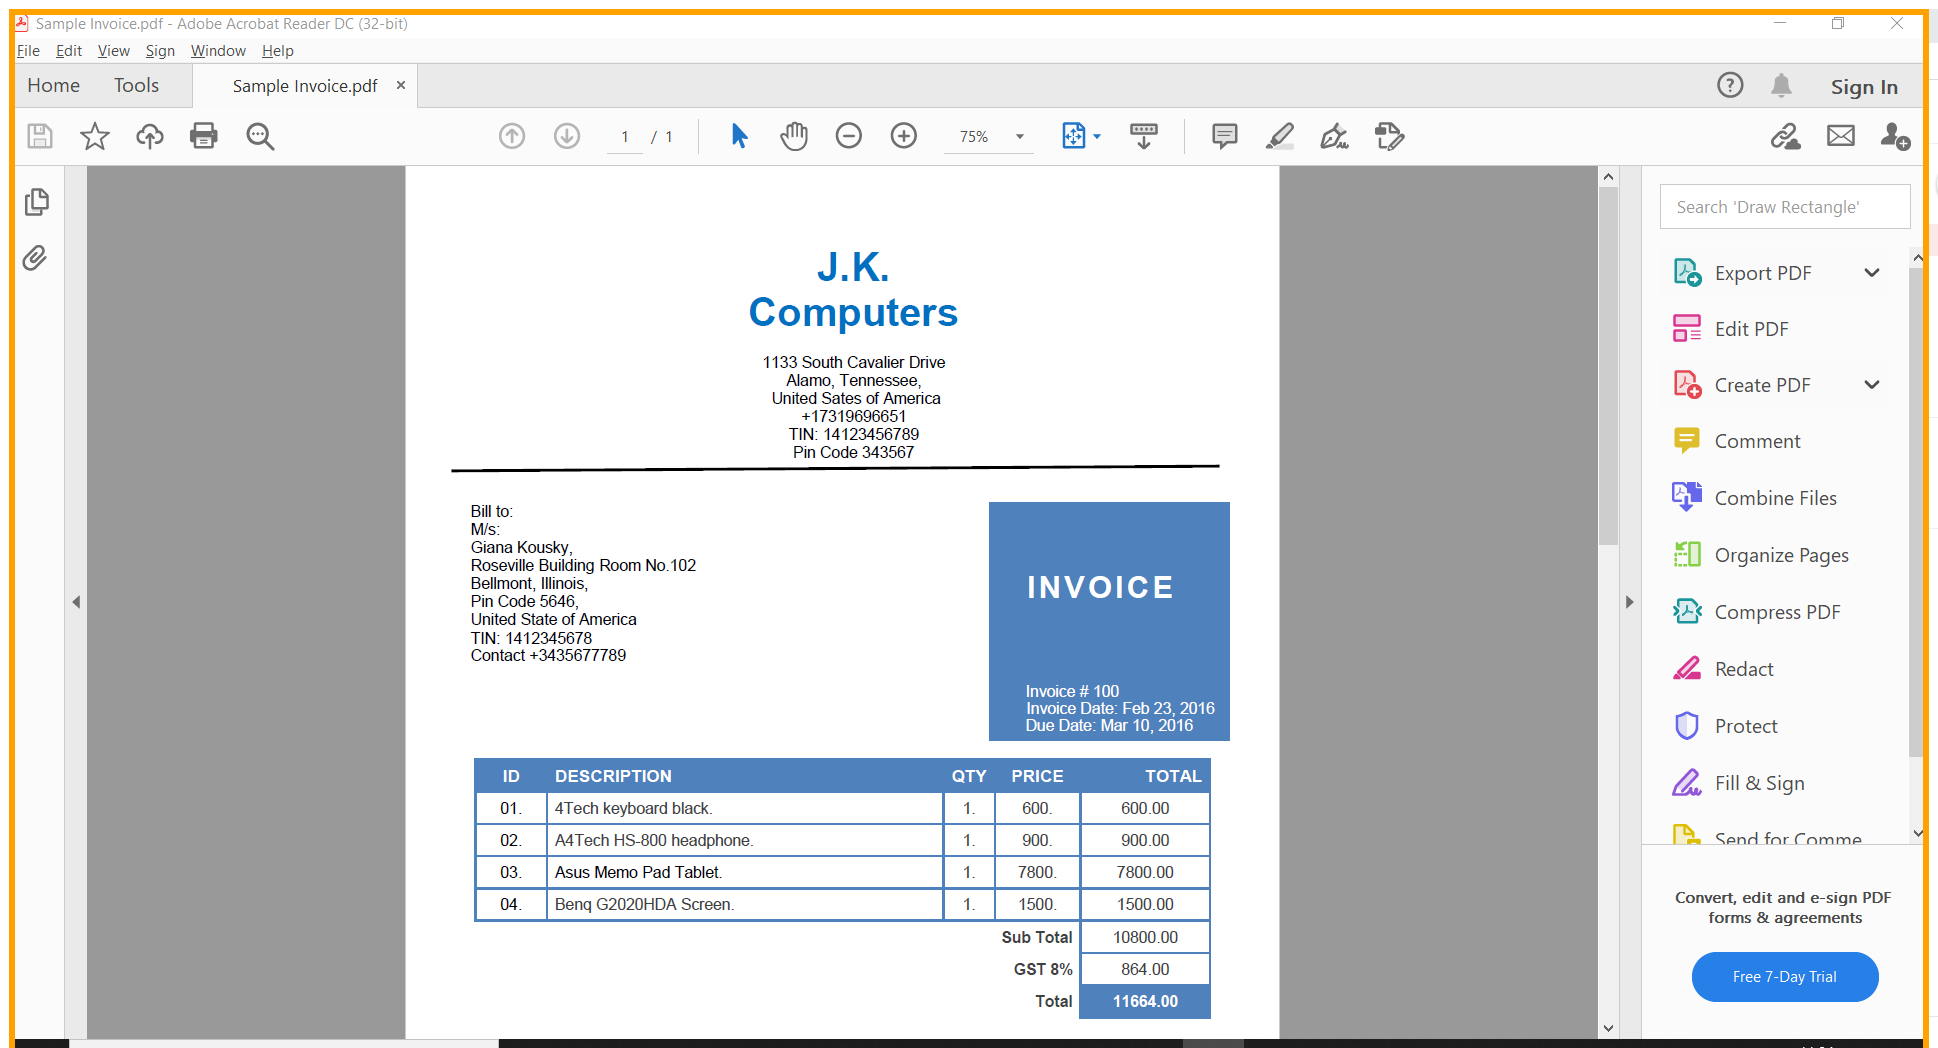 Sample Invoice.pdf - Adobe Acrobat Reader DC (32-bit)
File Edit View Sign Window Help
Home Tools Sample Invoice.pdf × Sign In
1 / 1 75%
Search 'Draw Rectangle'
Export PDF
Edit PDF
Create PDF
Comment
Combine Files
Organize Pages
Compress PDF
Redact
Protect
Fill & Sign
Send for Comme
Convert, edit and e-sign PDF
forms & agreements
Free 7-Day Trial
J.K.
Computers
1133 South Cavalier Drive
Alamo, Tennessee,
United Sates of America
+17319696651
TIN: 14123456789
Pin Code 343567
Bill to:
M/s:
Giana Kousky,
Roseville Building Room No.102
Bellmont, Illinois,
Pin Code 5646,
United State of America
TIN: 1412345678
Contact +3435677789
INVOICE
Invoice # 100
Invoice Date: Feb 23, 2016
Due Date: Mar 10, 2016
ID DESCRIPTION QTY PRICE TOTAL
01. 4Tech keyboard black. 1. 600. 600.00
02. A4Tech HS-800 headphone. 1. 900. 900.00
03. Asus Memo Pad Tablet. 1. 7800. 7800.00
04. Benq G2020HDA Screen. 1. 1500. 1500.00
Sub Total 10800.00
GST 8% 864.00
Total 11664.00